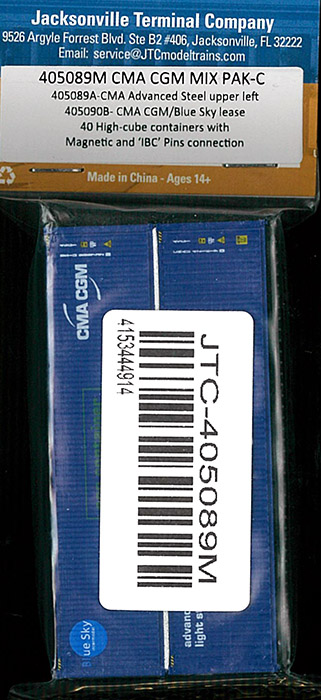 Jacksonville Terminal Company
9526 Argyle Forrest Blvd. Ste B2 #406, Jacksonville, FL 32222
Email: service@JTCmodeltrains.com
405089M CMA CGM MIX PAK-C
405089A-CMA Advanced Steel upper left
405090B- CMA CGM/Blue Sky lease
40 High-cube containers with
Magnetic and ‘IBC’ Pins connection
Made in China - Ages 14+
CMA CGM
JTC-405089M
4153444914
Blue Sky
advanc
light s